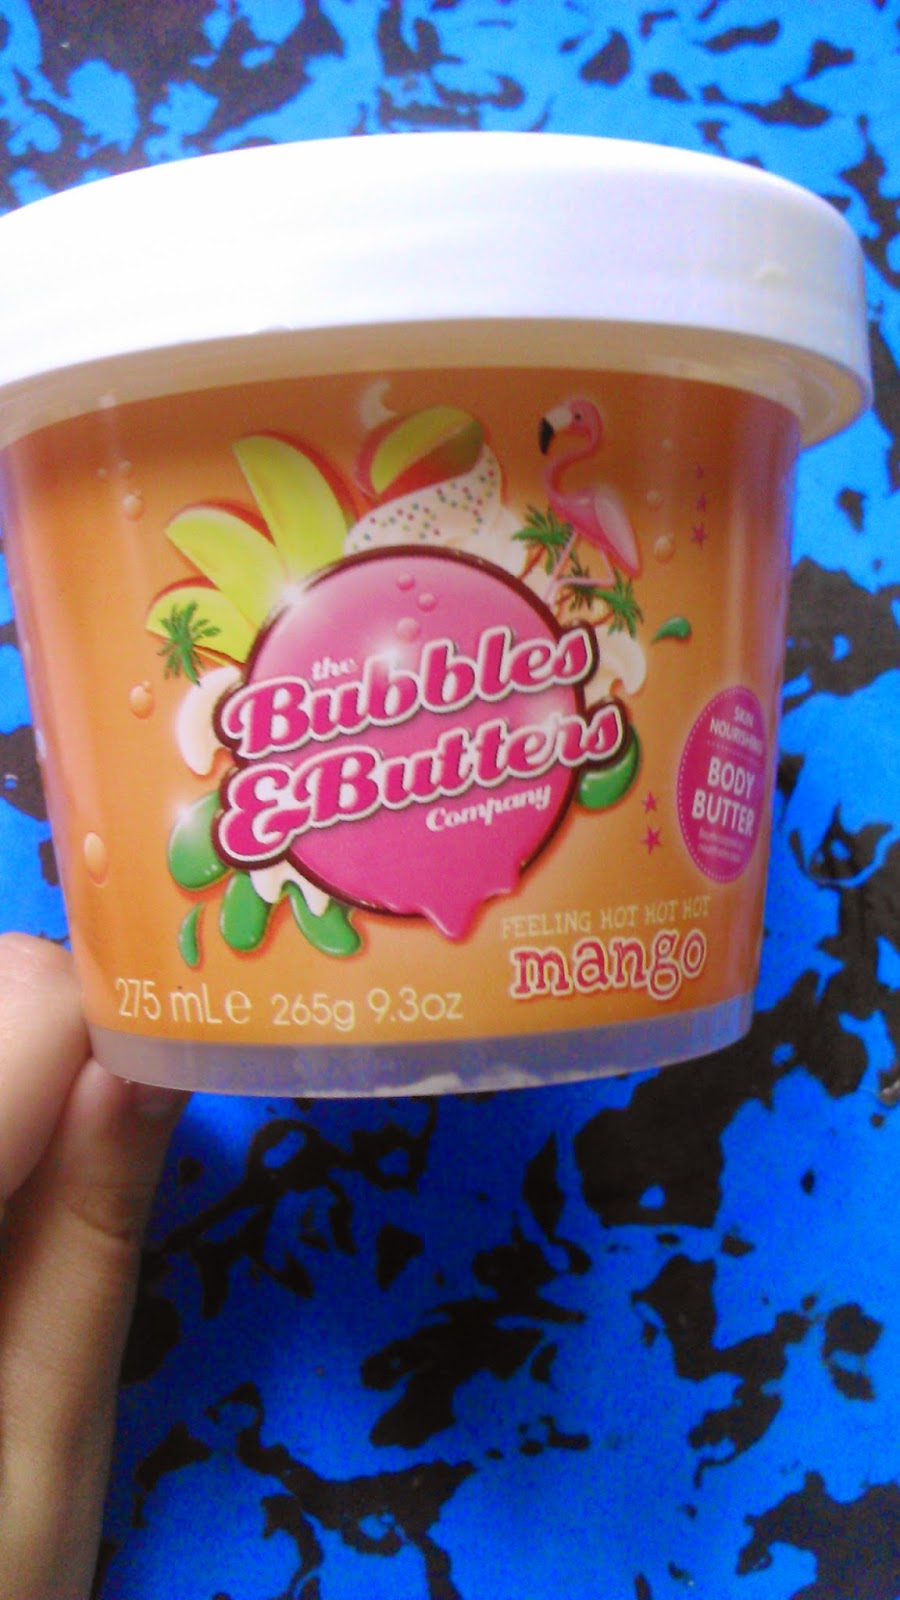 the
Bubbles
& Butters
Company
SKIN
NOURISHING
BODY
BUTTER
FEELING HOT HOT HOT
mango
275 mL e 265g 9.3oz